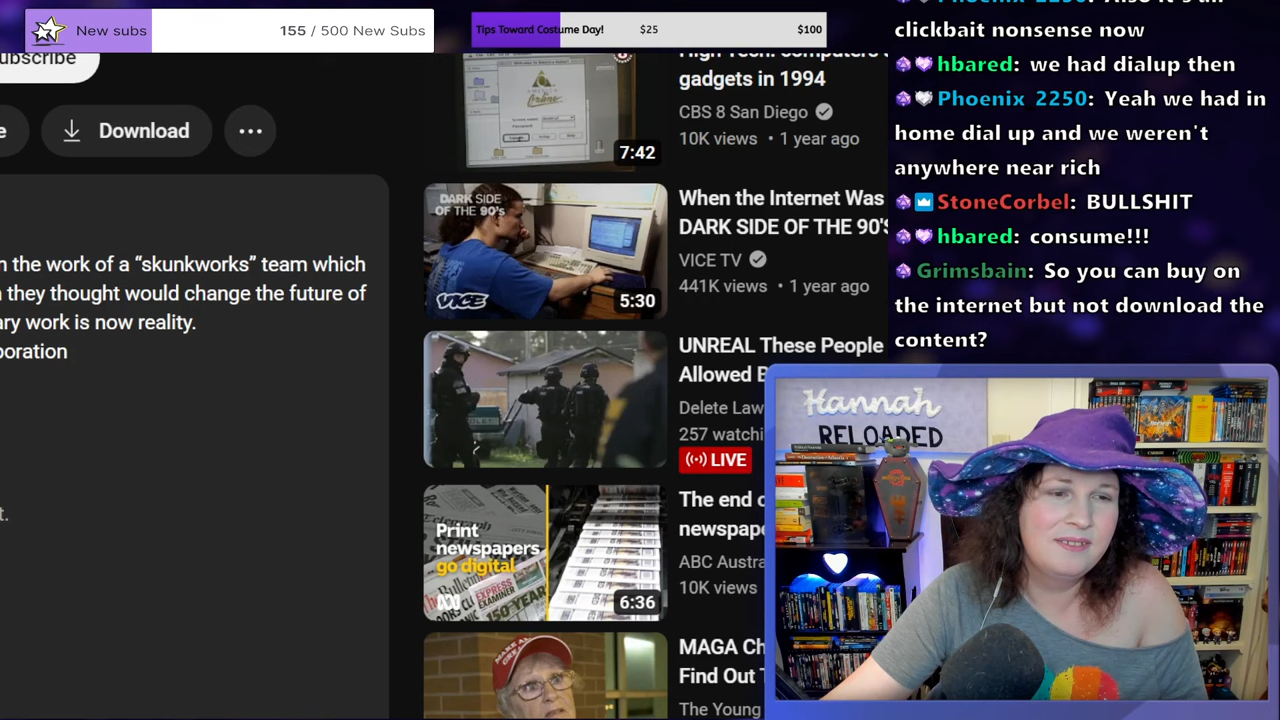 New subs
155 / 500 New Subs
Tips Toward Costume Day!
$25
$100
Download
•••
n the work of a “skunkworks” team which
they thought would change the future of
ary work is now reality.
poration
t.
gadgets in 1994
CBS 8 San Diego
10K views • 1 year ago
America
Online
7:42
DARK SIDE
OF THE 90'S
VICE
5:30
When the Internet Was
DARK SIDE OF THE 90'S
VICE TV
441K views • 1 year ago
UNREAL These People
Allowed B
Delete Law
257 watchi
LIVE
Print
newspapers
go digital
EXPRESS
EXAMINER
150 YEAR
6:36
The end o
newspape
ABC Austra
10K views
MAGA Ch
Find Out T
The Young
clickbait nonsense now
hbared: we had dialup then
Phoenix 2250: Yeah we had in
home dial up and we weren't
anywhere near rich
StoneCorbel: BULLSHIT
hbared: consume!!!
Grimsbain: So you can buy on
the internet but not download the
content?
Hannah
RELOADED